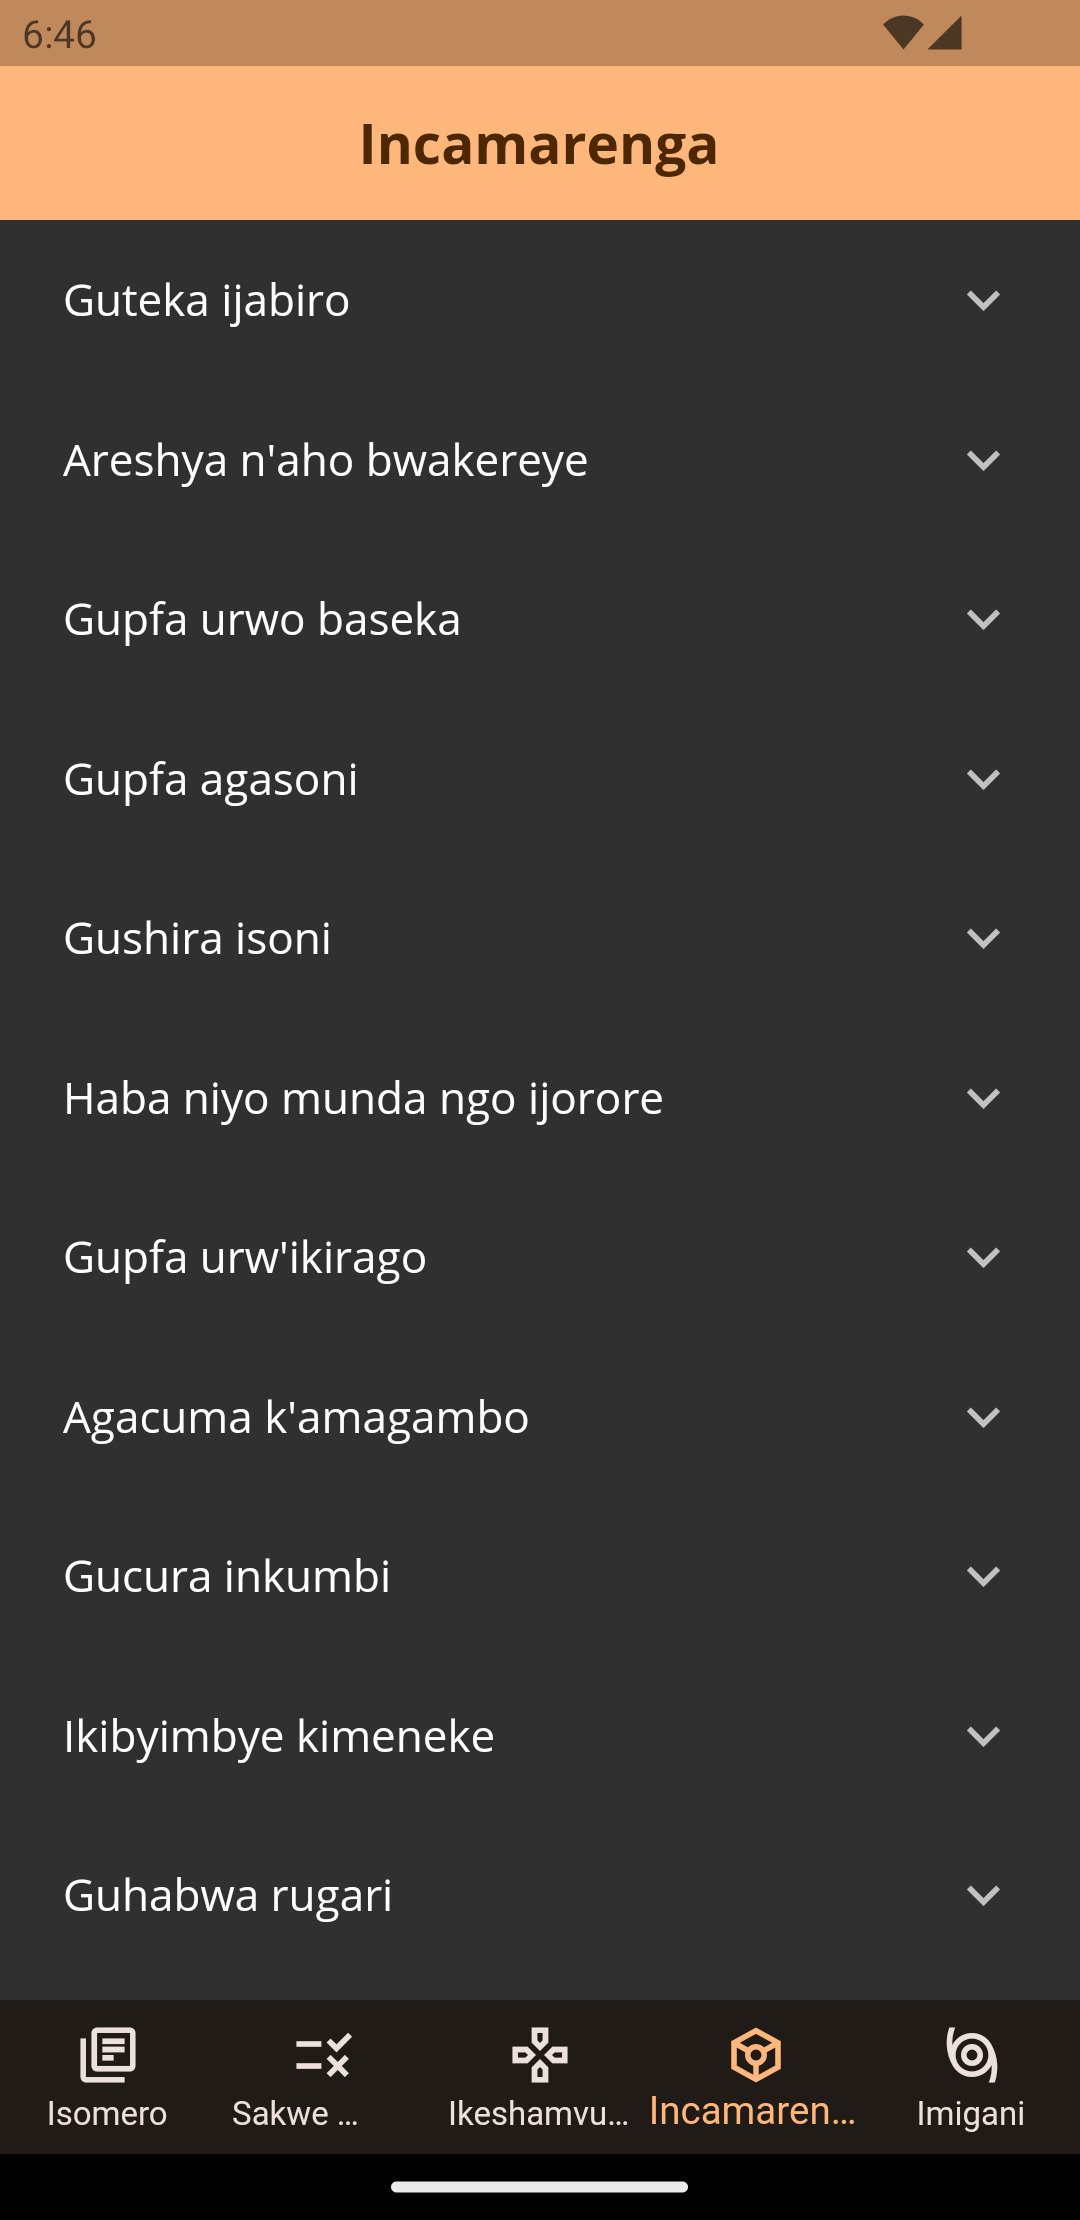 6:46
Incamarenga
Guteka ijabiro
Areshya n'aho bwakereye
Gupfa urwo baseka
Gupfa agasoni
Gushira isoni
Haba niyo munda ngo ijorore
Gupfa urw'ikirago
Agacuma k'amagambo
Gucura inkumbi
Ikibyimbye kimeneke
Guhabwa rugari
Isomero
Sakwe ...
Ikeshamvu...
Incamaren...
Imigani